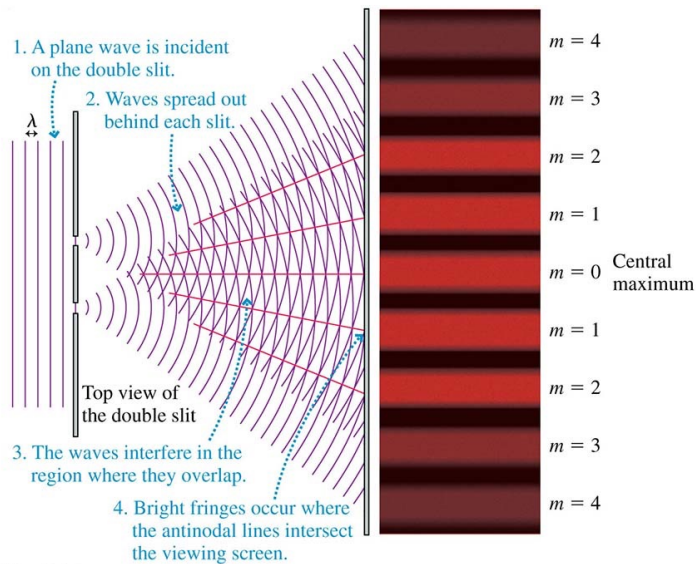 1. A plane wave is incident
on the double slit.
2. Waves spread out
behind each slit.
λ
Top view of
the double slit
3. The waves interfere in the
region where they overlap.
4. Bright fringes occur where
the antinodal lines intersect
the viewing screen.
m = 4
m = 3
m = 2
m = 1
m = 0 Central
maximum
m = 1
m = 2
m = 3
m = 4